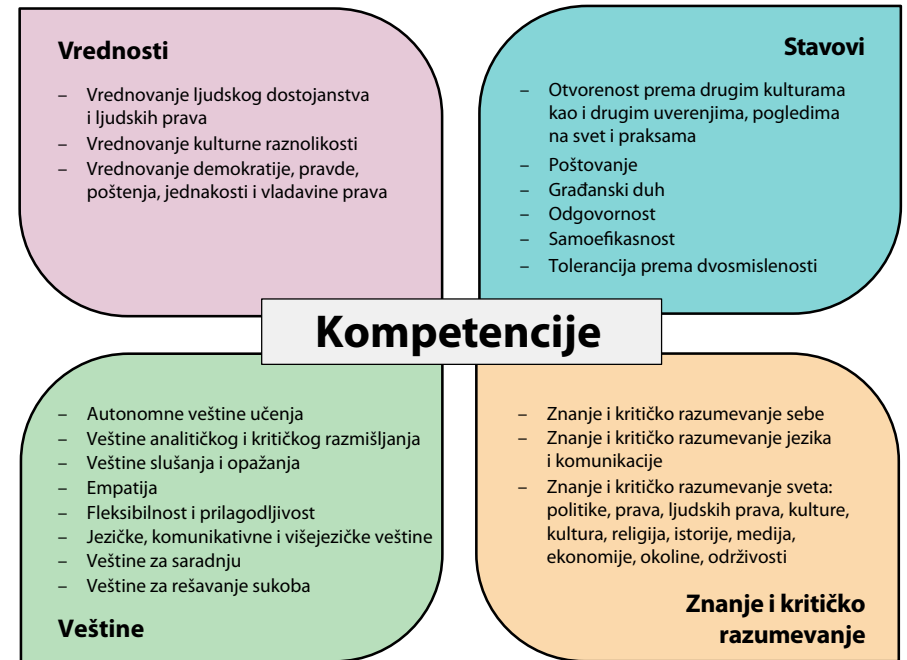 Vrednosti
– Vrednovanje ljudskog dostojanstva
i ljudskih prava
– Vrednovanje kulturne raznolikosti
– Vrednovanje demokratije, pravde,
poštenja, jednakosti i vladavine prava
Stavovi
– Otvorenost prema drugim kulturama
kao i drugim uverenjima, pogledima
na svet i praksama
– Poštovanje
– Građanski duh
– Odgovornost
– Samoefikasnost
– Tolerancija prema dvosmislenosti
Kompetencije
– Autonomne veštine učenja
– Veštine analitičkog i kritičkog razmišljanja
– Veštine slušanja i opažanja
– Empatija
– Fleksibilnost i prilagodljivost
– Jezičke, komunikativne i višejezičke veštine
– Veštine za saradnju
– Veštine za rešavanje sukoba
Veštine
– Znanje i kritičko razumevanje sebe
– Znanje i kritičko razumevanje jezika
i komunikacije
– Znanje i kritičko razumevanje sveta:
politike, prava, ljudskih prava, kulture,
kultura, religija, istorije, medija,
ekonomije, okoline, održivosti
Znanje i kritičko
razumevanje